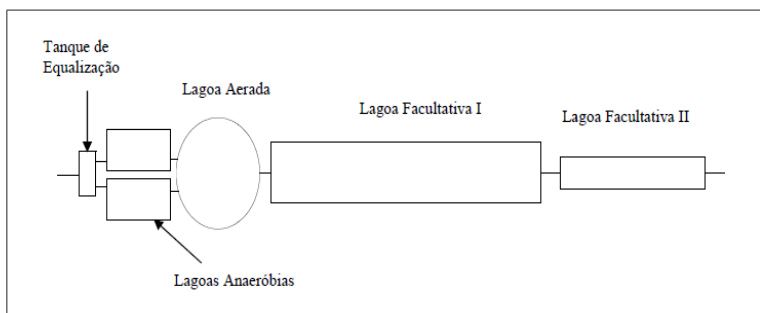 Tanque de
Equalização
Lagoa Aerada
Lagoa Facultativa I
Lagoa Facultativa II
Lagoas Anaeróbias